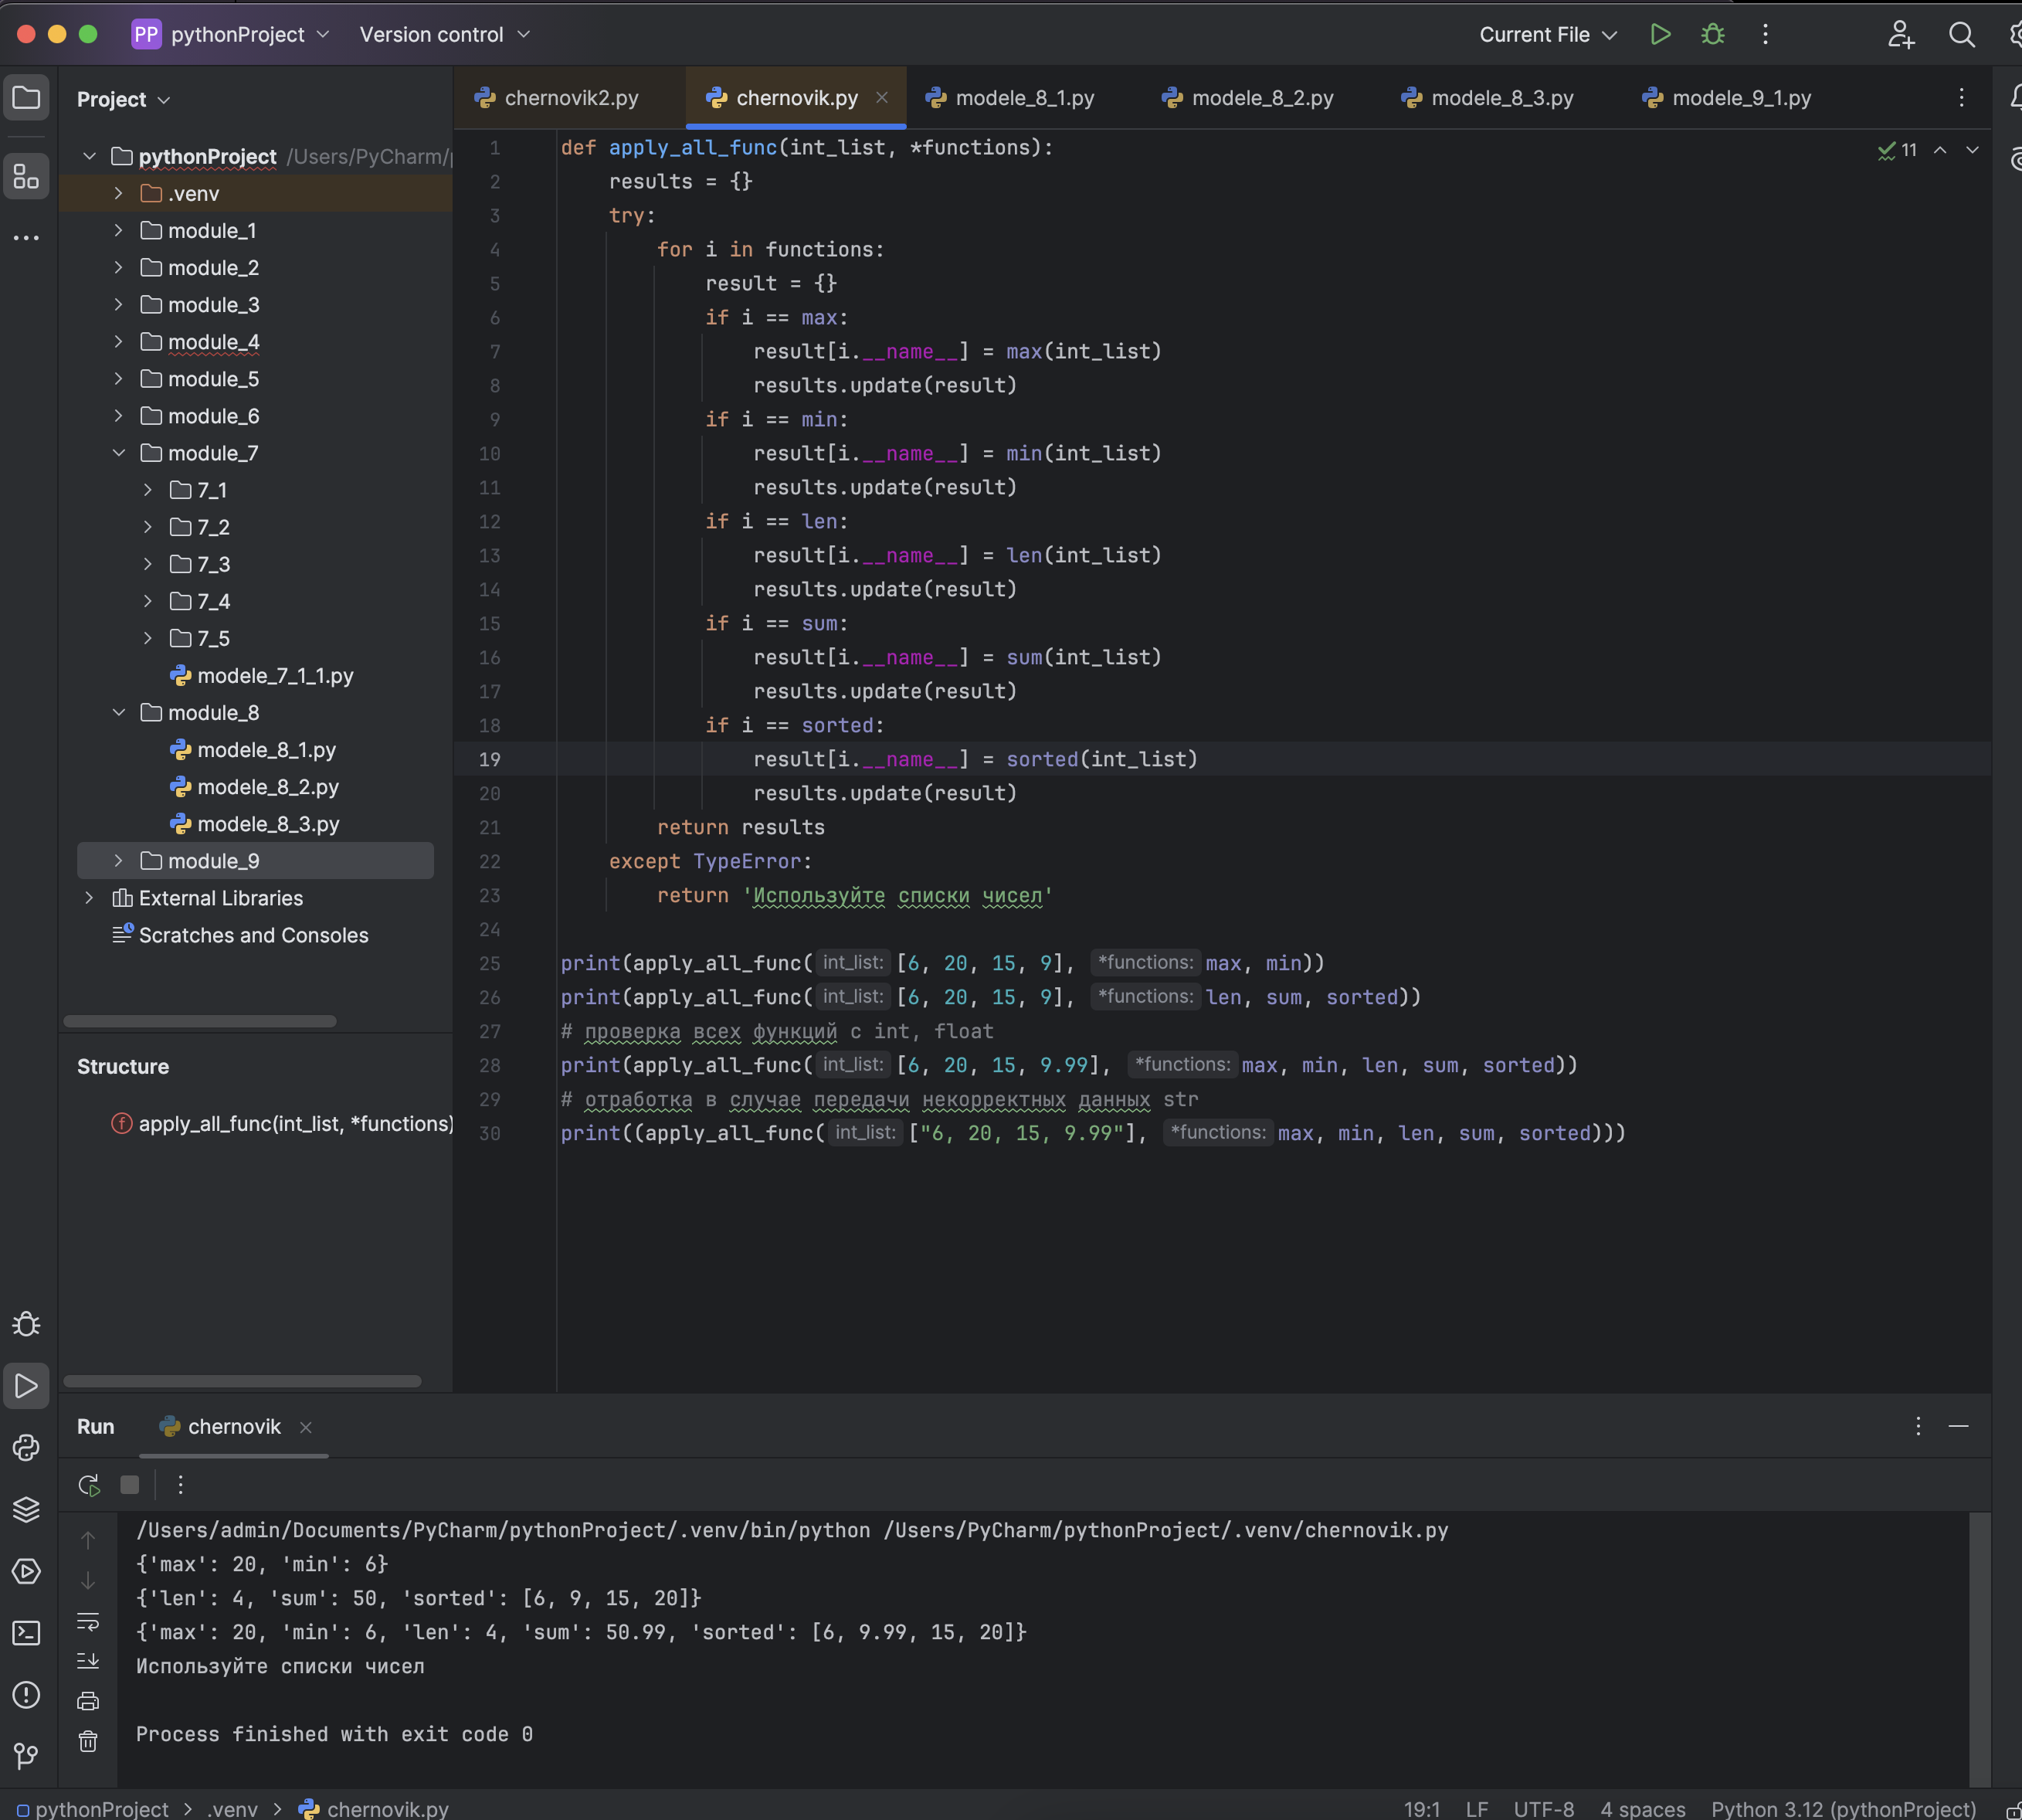 PP pythonProject Version control Current File
Project
chernovik2.py chernovik.py modele_8_1.py modele_8_2.py modele_8_3.py modele_9_1.py
pythonProject /Users/PyCharm/
.venv
module_1
module_2
module_3
module_4
module_5
module_6
module_7
7_1
7_2
7_3
7_4
7_5
modele_7_1_1.py
module_8
modele_8_1.py
modele_8_2.py
modele_8_3.py
module_9
External Libraries
Scratches and Consoles
Structure
f apply_all_func(int_list, *functions)
11
1 def apply_all_func(int_list, *functions):
2 results = {}
3 try:
4 for i in functions:
5 result = {}
6 if i == max:
7 result[i.__name__] = max(int_list)
8 results.update(result)
9 if i == min:
10 result[i.__name__] = min(int_list)
11 results.update(result)
12 if i == len:
13 result[i.__name__] = len(int_list)
14 results.update(result)
15 if i == sum:
16 result[i.__name__] = sum(int_list)
17 results.update(result)
18 if i == sorted:
19 result[i.__name__] = sorted(int_list)
20 results.update(result)
21 return results
22 except TypeError:
23 return 'Используйте списки чисел'
24
25 print(apply_all_func( int_list: [6, 20, 15, 9], *functions: max, min))
26 print(apply_all_func( int_list: [6, 20, 15, 9], *functions: len, sum, sorted))
27 # проверка всех функций с int, float
28 print(apply_all_func( int_list: [6, 20, 15, 9.99], *functions: max, min, len, sum, sorted))
29 # отработка в случае передачи некорректных данных str
30 print((apply_all_func( int_list: ["6, 20, 15, 9.99"], *functions: max, min, len, sum, sorted)))
Run chernovik
/Users/admin/Documents/PyCharm/pythonProject/.venv/bin/python /Users/PyCharm/pythonProject/.venv/chernovik.py
{'max': 20, 'min': 6}
{'len': 4, 'sum': 50, 'sorted': [6, 9, 15, 20]}
{'max': 20, 'min': 6, 'len': 4, 'sum': 50.99, 'sorted': [6, 9.99, 15, 20]}
Используйте списки чисел
Process finished with exit code 0
pythonProject > .venv > chernovik.py 19:1 LF UTF-8 4 spaces Python 3.12 (pythonProject)